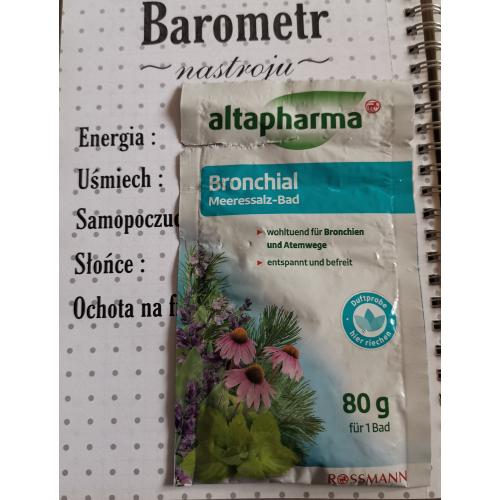 Barometr
~nastroju~
Energia :
Uśmiech :
Samopoczuc
Słońce :
Ochota na f
altapharma
Bronchial
Meeressalz-Bad
wohltuend für Bronchien
und Atemwege
entspannt und befreit
Duftprobe
hier riechen
80 g
für 1 Bad
ROSSMANN